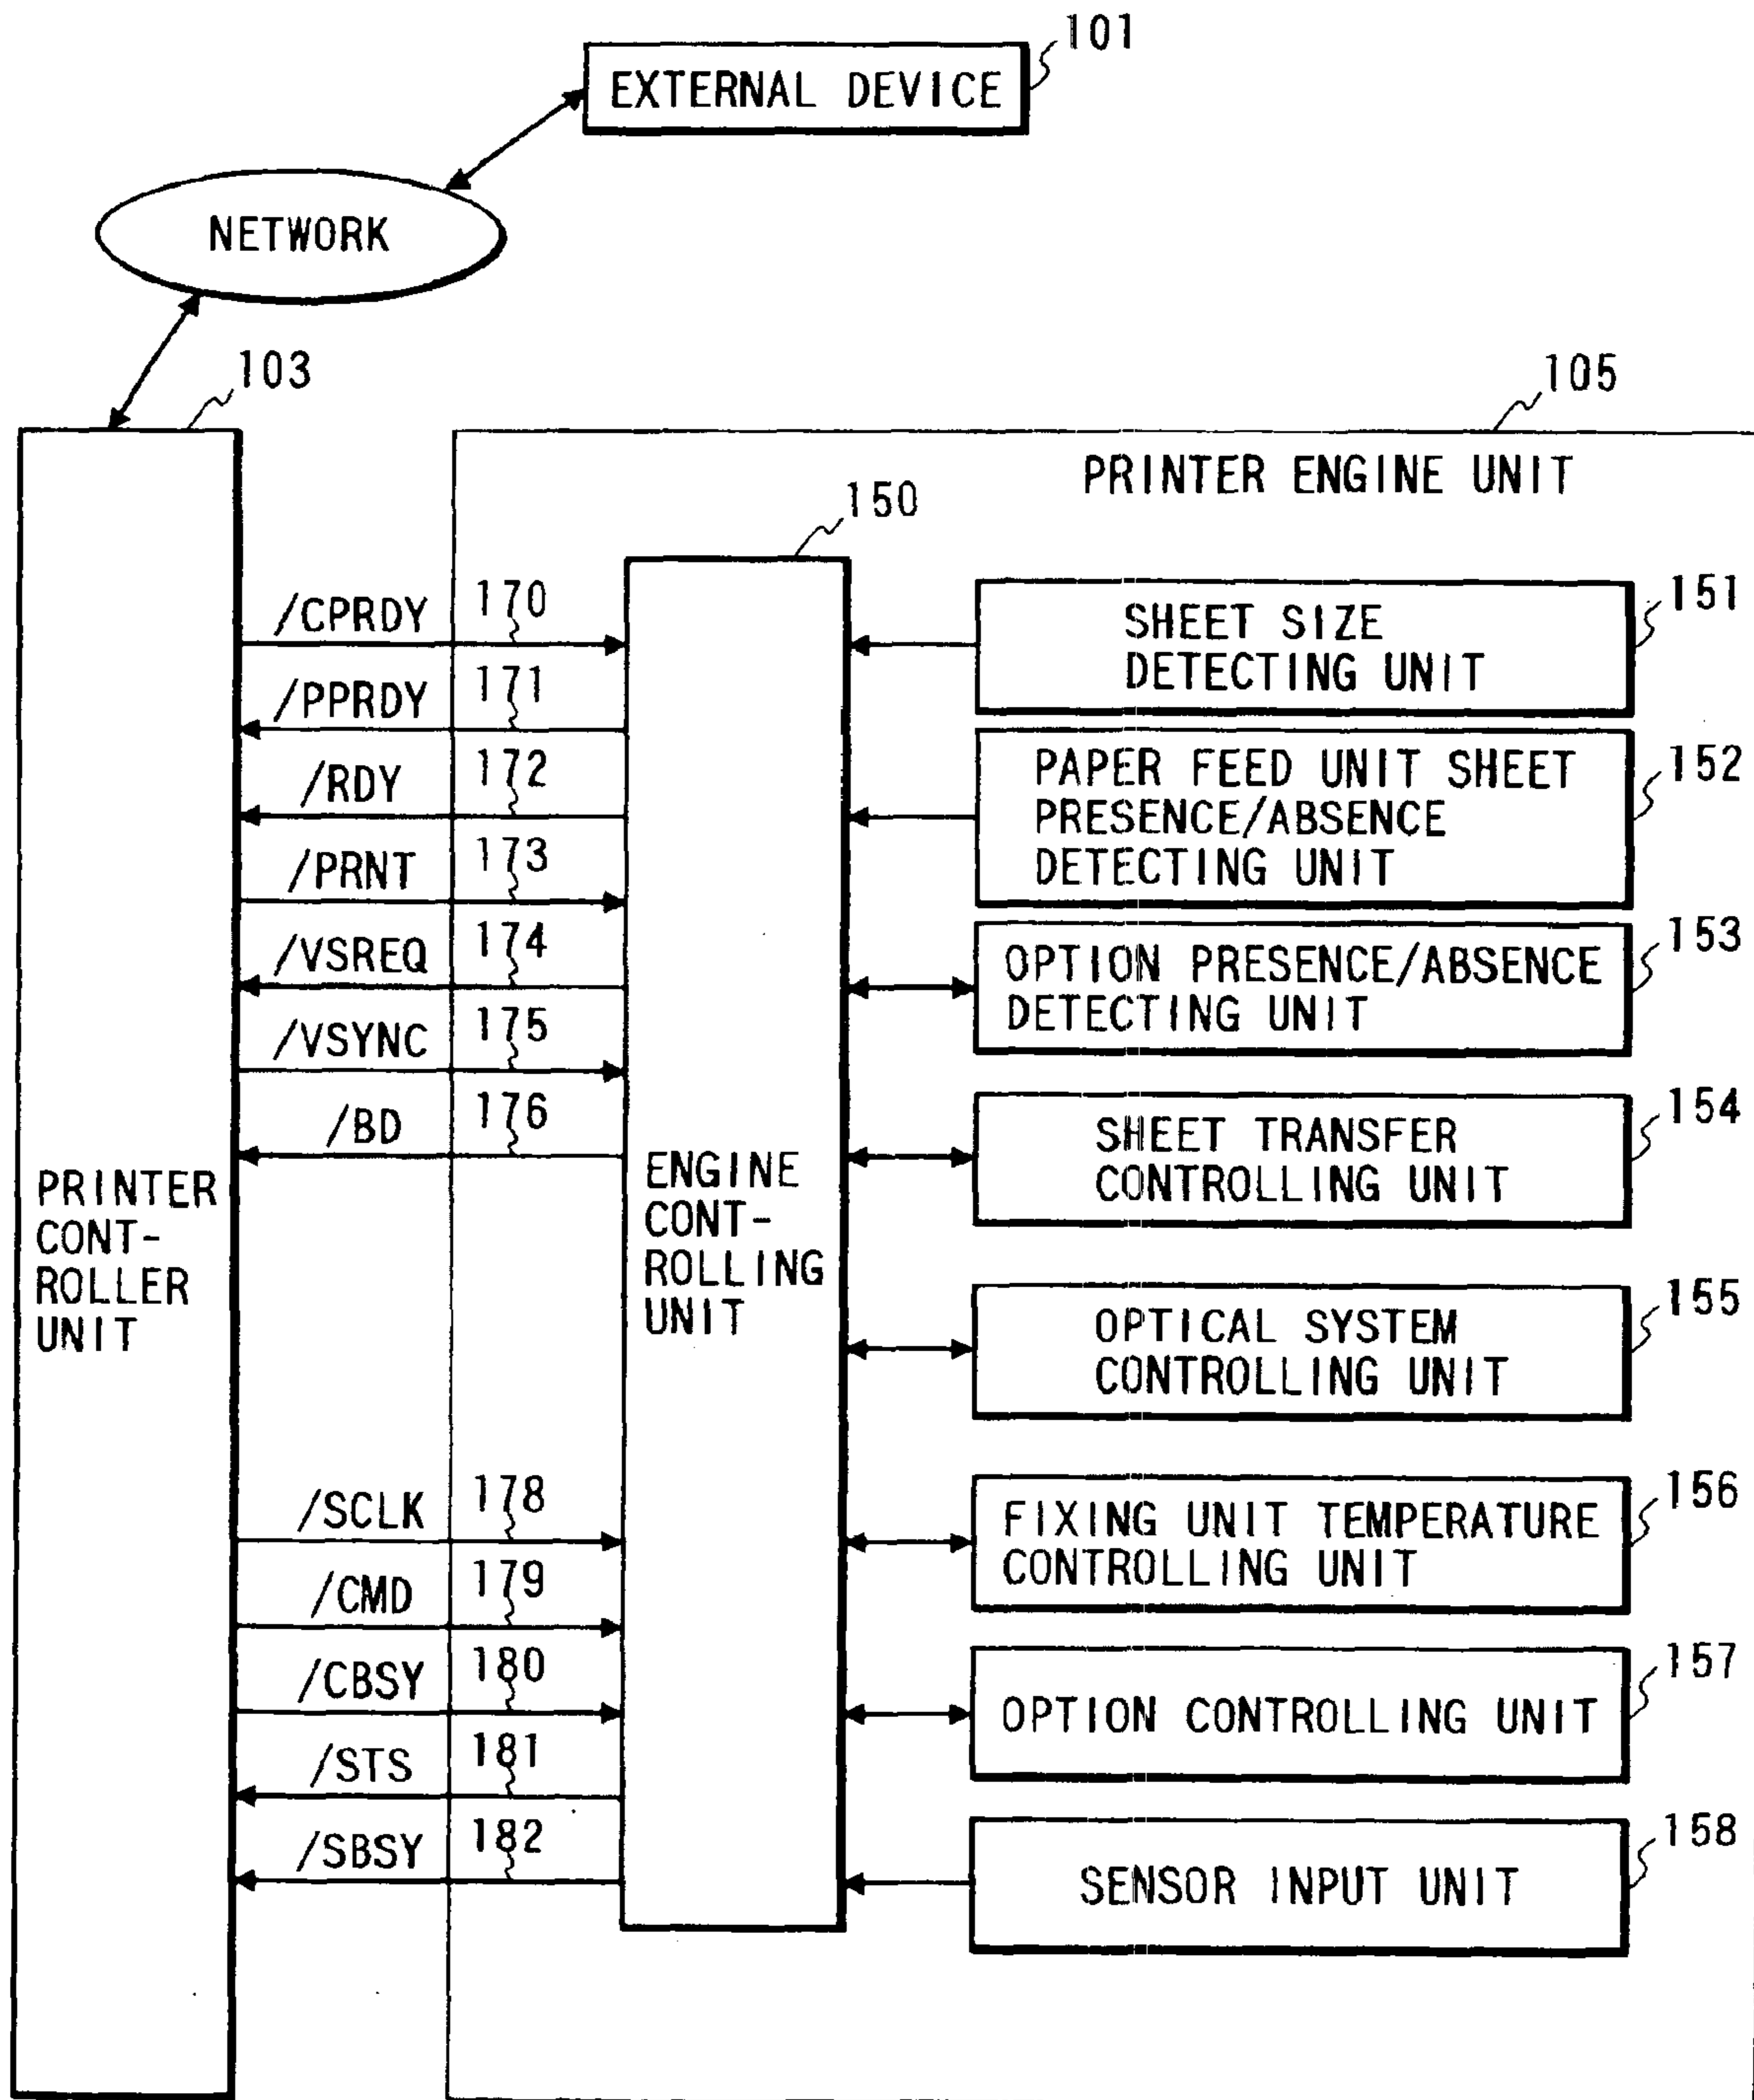 101
EXTERNAL DEVICE
NETWORK
103
105
PRINTER ENGINE UNIT
150
PRINTER
CONT-
ROLLER
UNIT
/CPRDY 170
/PPRDY 171
/RDY 172
/PRNT 173
/VSREQ 174
/VSYNC 175
/BD 176
/SCLK 178
/CMD 179
/CBSY 180
/STS 181
/SBSY 182
ENGINE
CONT-
ROLLING
UNIT
151
SHEET SIZE
DETECTING UNIT
152
PAPER FEED UNIT SHEET
PRESENCE/ABSENCE
DETECTING UNIT
153
OPTION PRESENCE/ABSENCE
DETECTING UNIT
154
SHEET TRANSFER
CONTROLLING UNIT
155
OPTICAL SYSTEM
CONTROLLING UNIT
156
FIXING UNIT TEMPERATURE
CONTROLLING UNIT
157
OPTION CONTROLLING UNIT
158
SENSOR INPUT UNIT